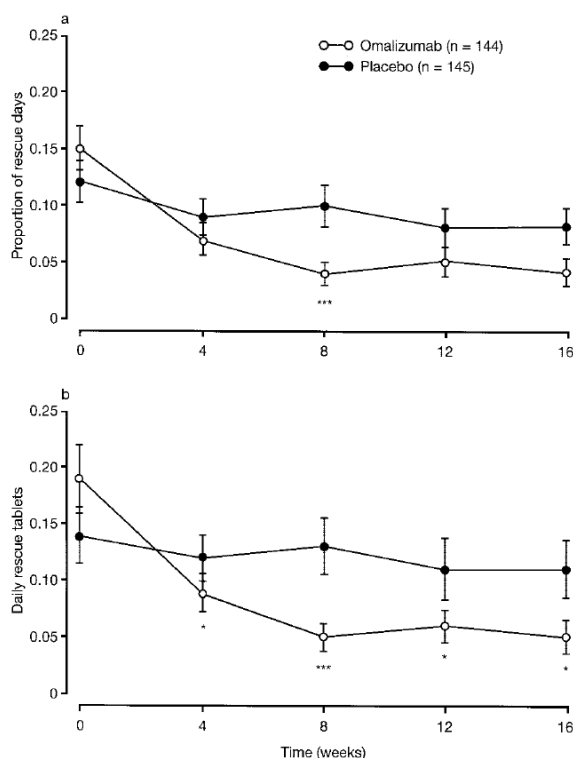 a
Omalizumab (n = 144)
Placebo (n = 145)
Proportion of rescue days
0.25
0.20
0.15
0.10
0.05
0
***
0 4 8 12 16
b
Daily rescue tablets
0.25
0.20
0.15
0.10
0.05
0
*
***
*
*
0 4 8 12 16
Time (weeks)